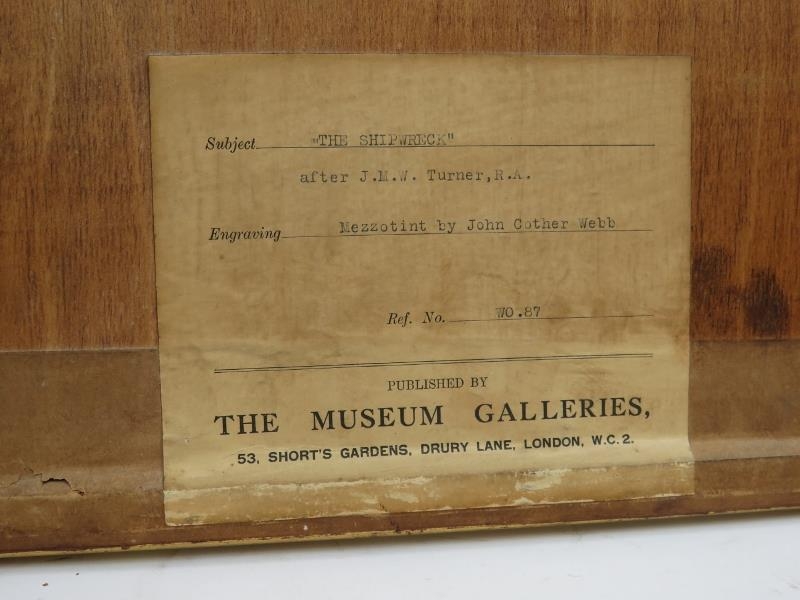 Subject "THE SHIPWRECK"
after J.M.W. Turner,R.A.
Engraving Mezzotint by John Cother Webb
Ref. No. WO.87
PUBLISHED BY
THE MUSEUM GALLERIES,
53, SHORT'S GARDENS, DRURY LANE, LONDON, W.C.2.